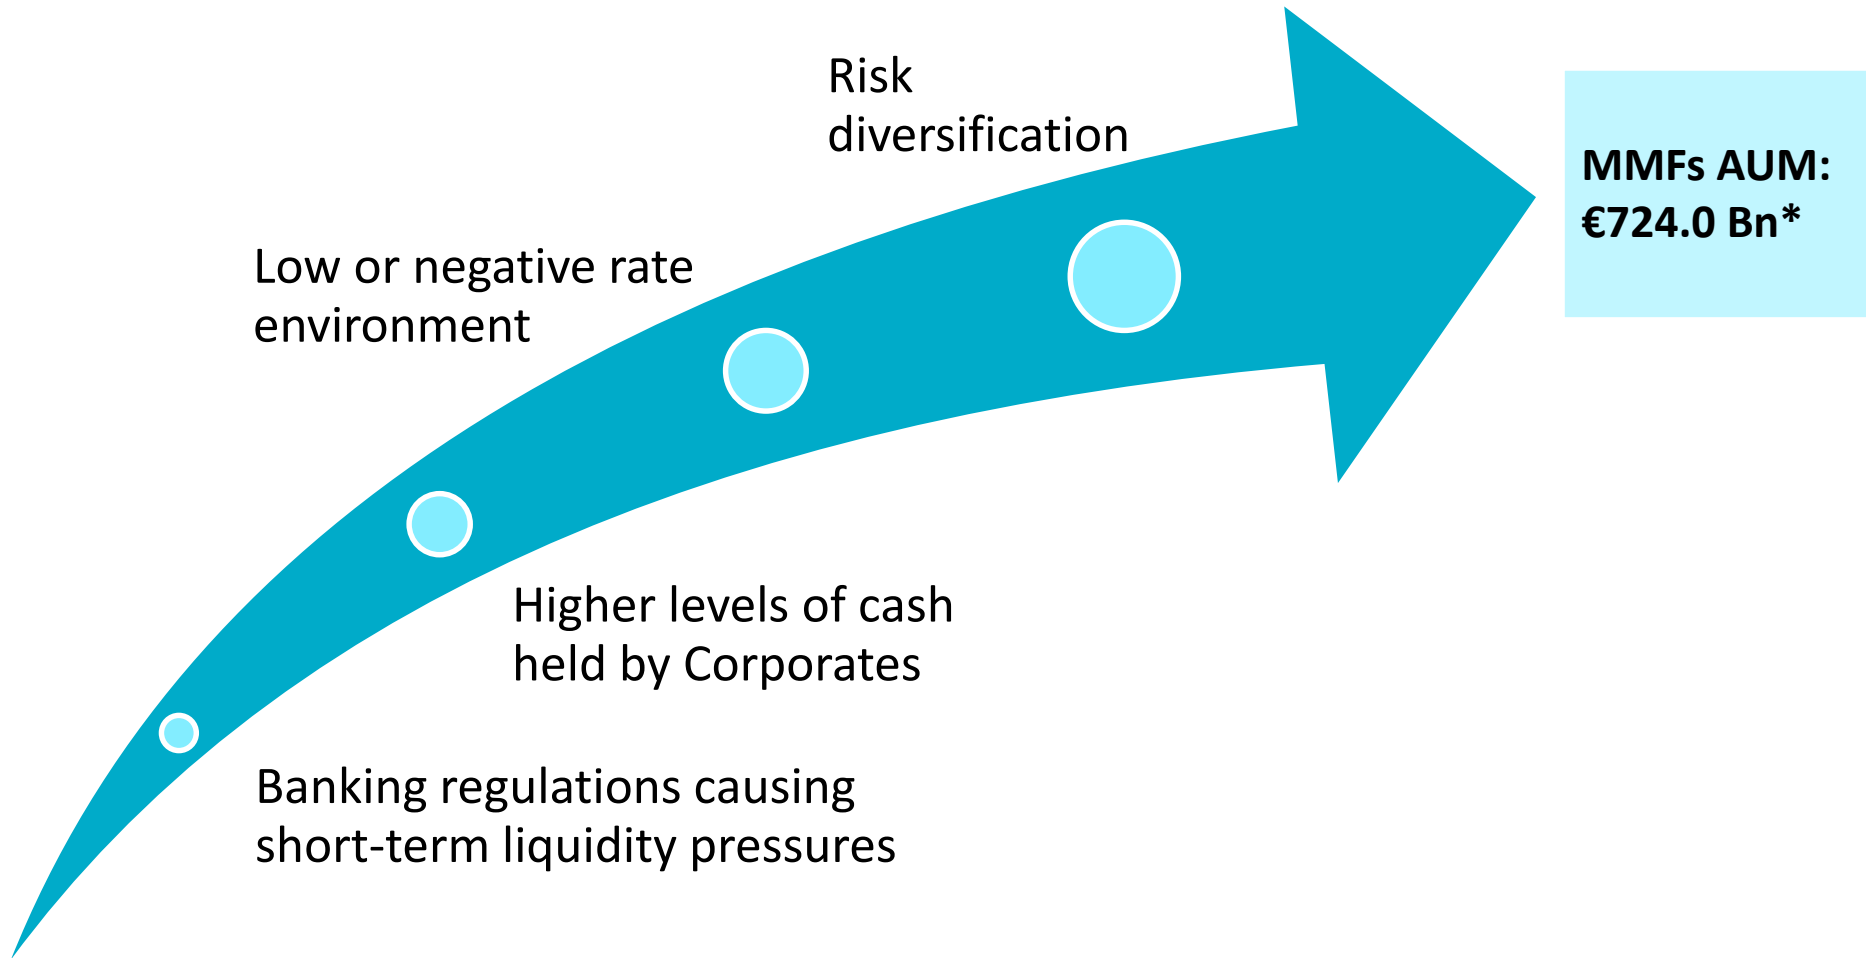 Risk
diversification
MMFs AUM:
€724.0 Bn*
Low or negative rate
environment
Higher levels of cash
held by Corporates
Banking regulations causing
short-term liquidity pressures